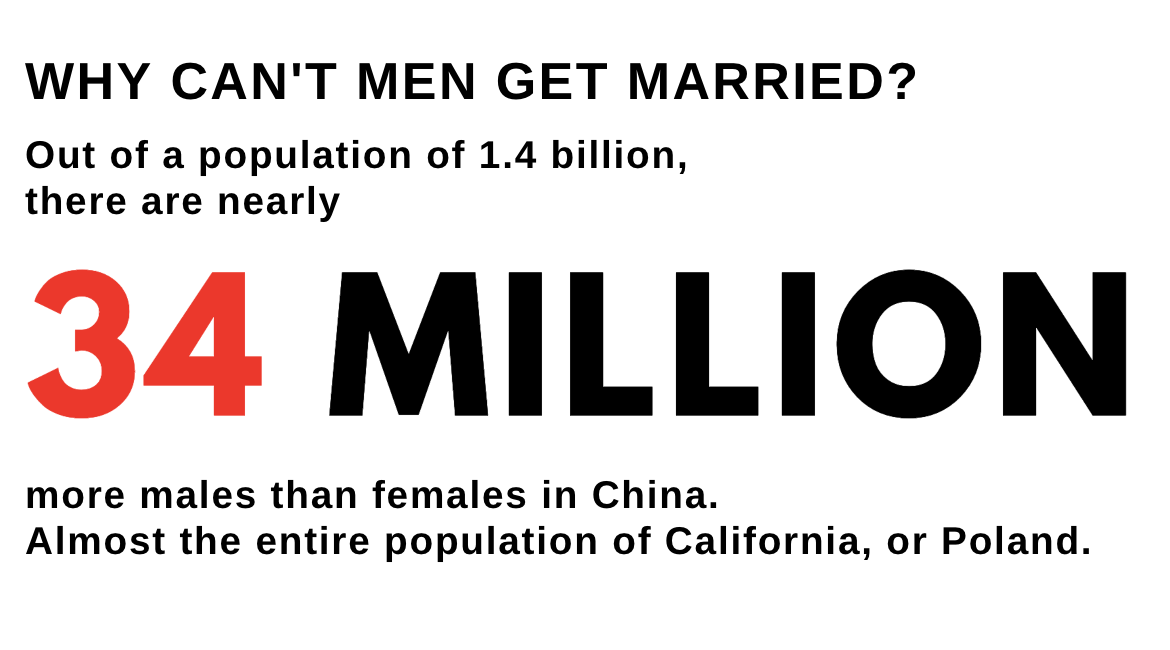 WHY CAN'T MEN GET MARRIED?
Out of a population of 1.4 billion,
there are nearly
34 MILLION
more males than females in China.
Almost the entire population of California, or Poland.